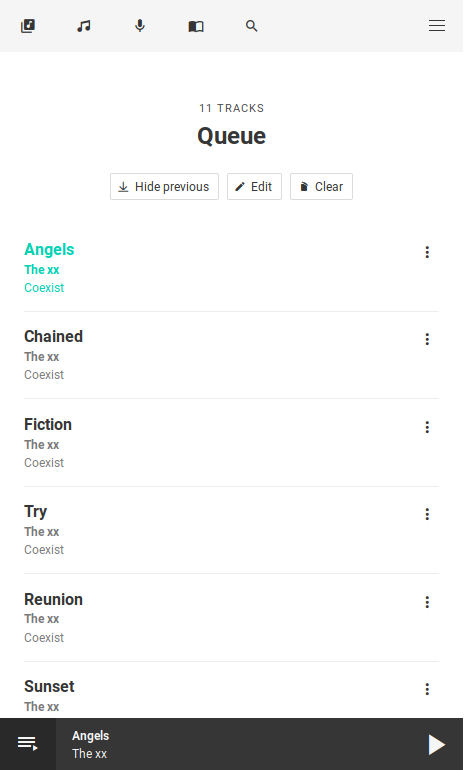 11 TRACKS
Queue
Hide previous
Edit
Clear
Angels
The xx
Coexist
Chained
The xx
Coexist
Fiction
The xx
Coexist
Try
The xx
Coexist
Reunion
The xx
Coexist
Sunset
The xx
Angels
The xx